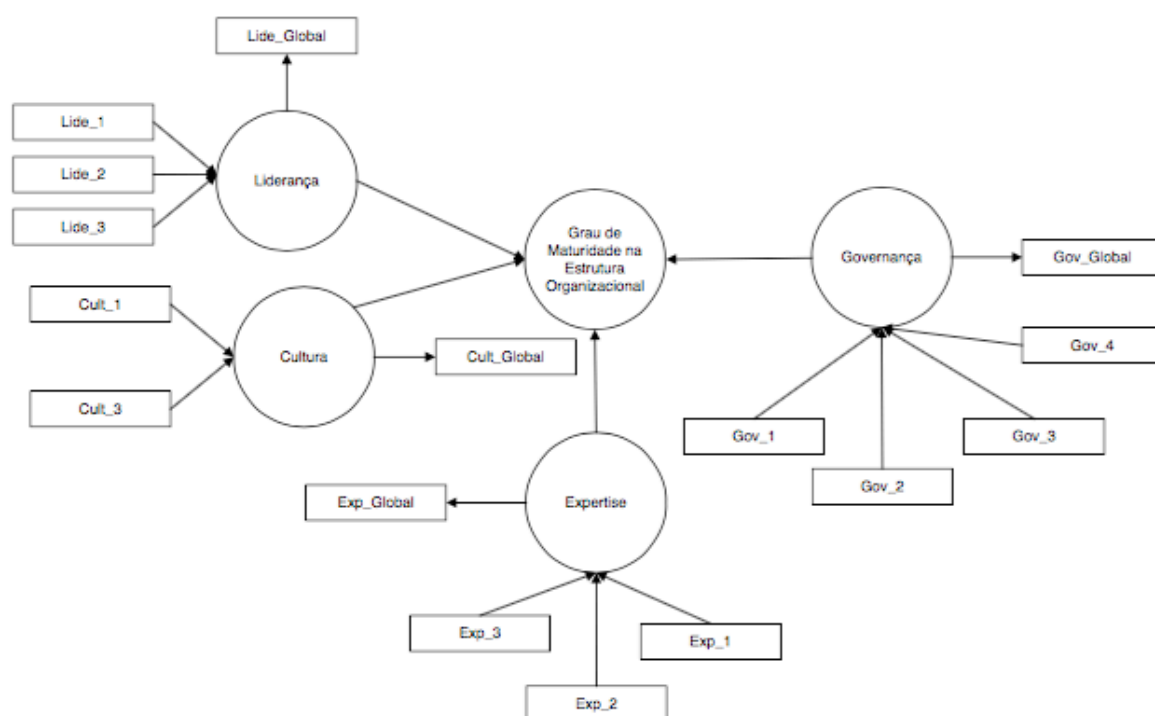 Lide_Global
Lide_1
Lide_2
Lide_3
Liderança
Grau de
Maturidade na
Estrutura
Organizacional
Governança
Gov_Global
Cult_1
Cult_3
Cultura
Cult_Global
Gov_4
Gov_1
Gov_3
Gov_2
Exp_Global
Expertise
Exp_3
Exp_1
Exp_2